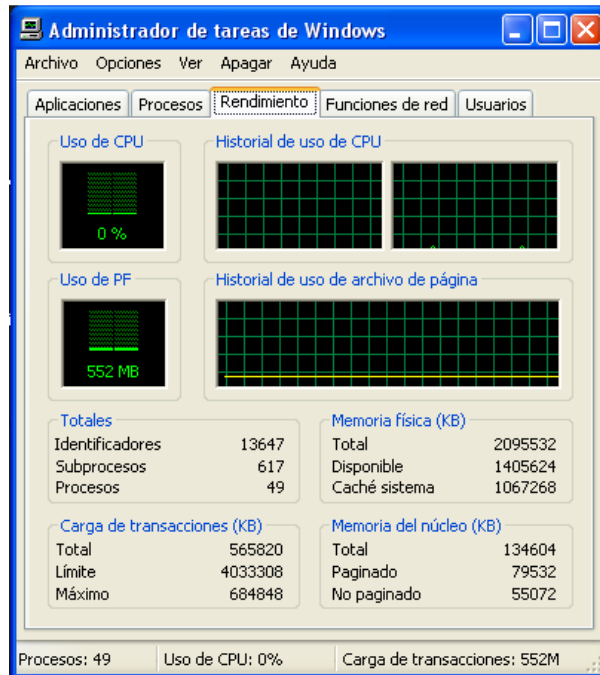 Administrador de tareas de Windows
Archivo Opciones Ver Apagar Ayuda
Aplicaciones Procesos Rendimiento Funciones de red Usuarios
Uso de CPU Historial de uso de CPU
0 %
Uso de PF Historial de uso de archivo de página
552 MB
Totales Memoria física (KB)
Identificadores 13647 Total 2095532
Subprocesos 617 Disponible 1405624
Procesos 49 Caché sistema 1067268
Carga de transacciones (KB) Memoria del núcleo (KB)
Total 565820 Total 134604
Límite 4033308 Paginado 79532
Máximo 684848 No paginado 55072
Procesos: 49 Uso de CPU: 0% Carga de transacciones: 552M